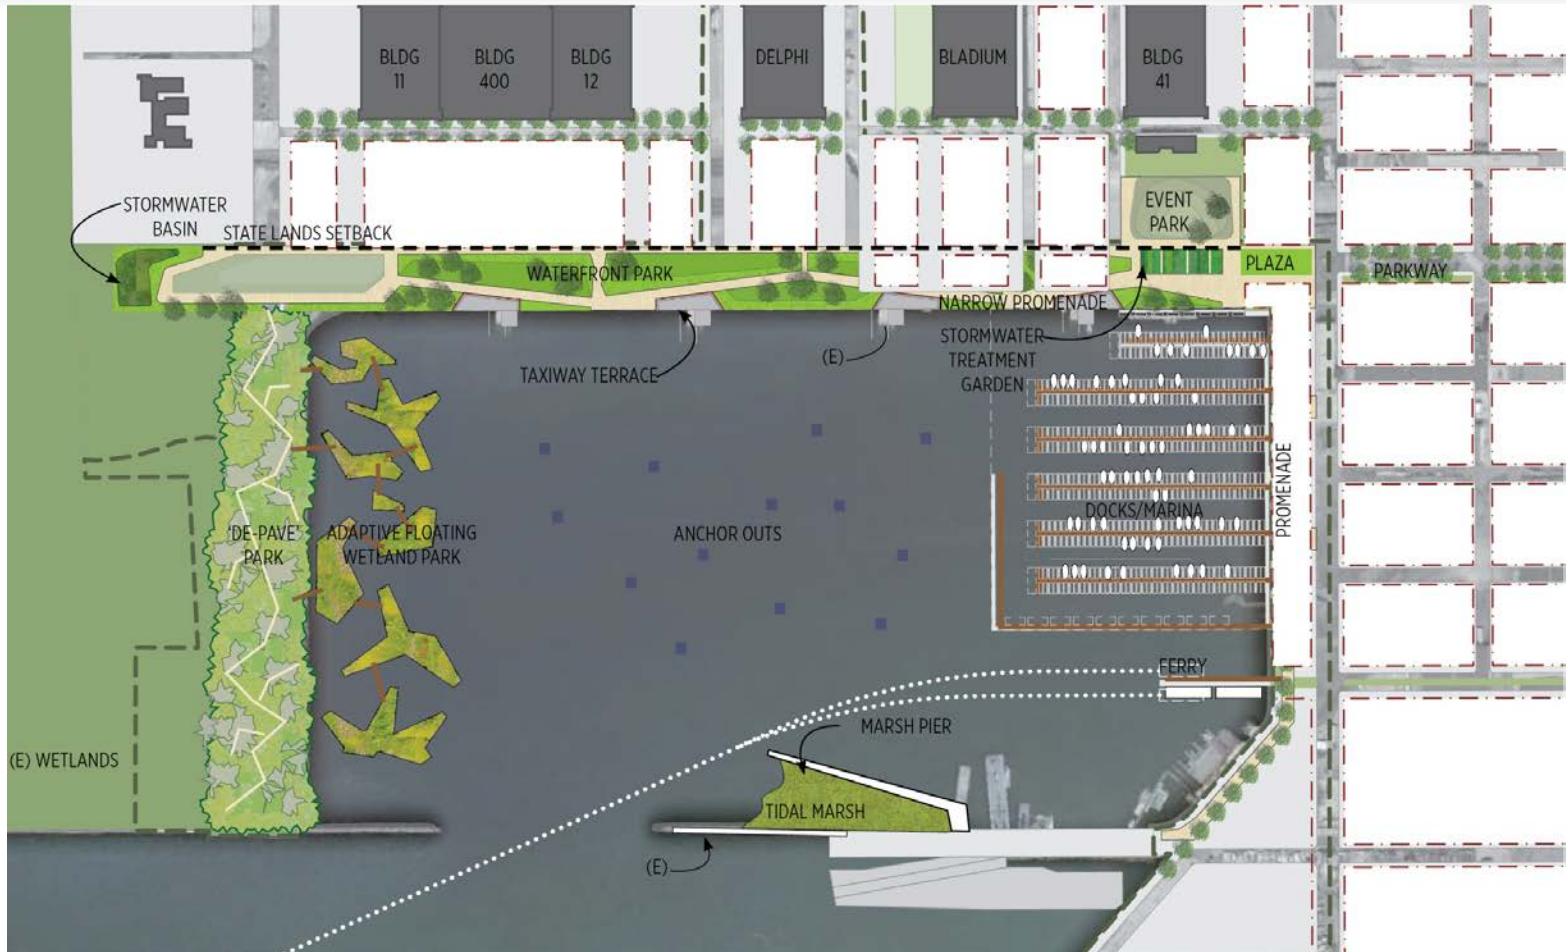 BLDG
11
BLDG
400
BLDG
12
DELPHI
BLADIUM
BLDG
41
STORMWATER
BASIN
STATE LANDS SETBACK
EVENT
PARK
WATERFRONT PARK
PLAZA
PARKWAY
NARROW PROMENADE
STORMWATER
TREATMENT
GARDEN
(E)
TAXIWAY TERRACE
PROMENADE
DOCKS/MARINA
'DE-PAVE'
PARK
ADAPTIVE FLOATING
WETLAND PARK
ANCHOR OUTS
FERRY
MARSH PIER
(E) WETLANDS
TIDAL MARSH
(E)